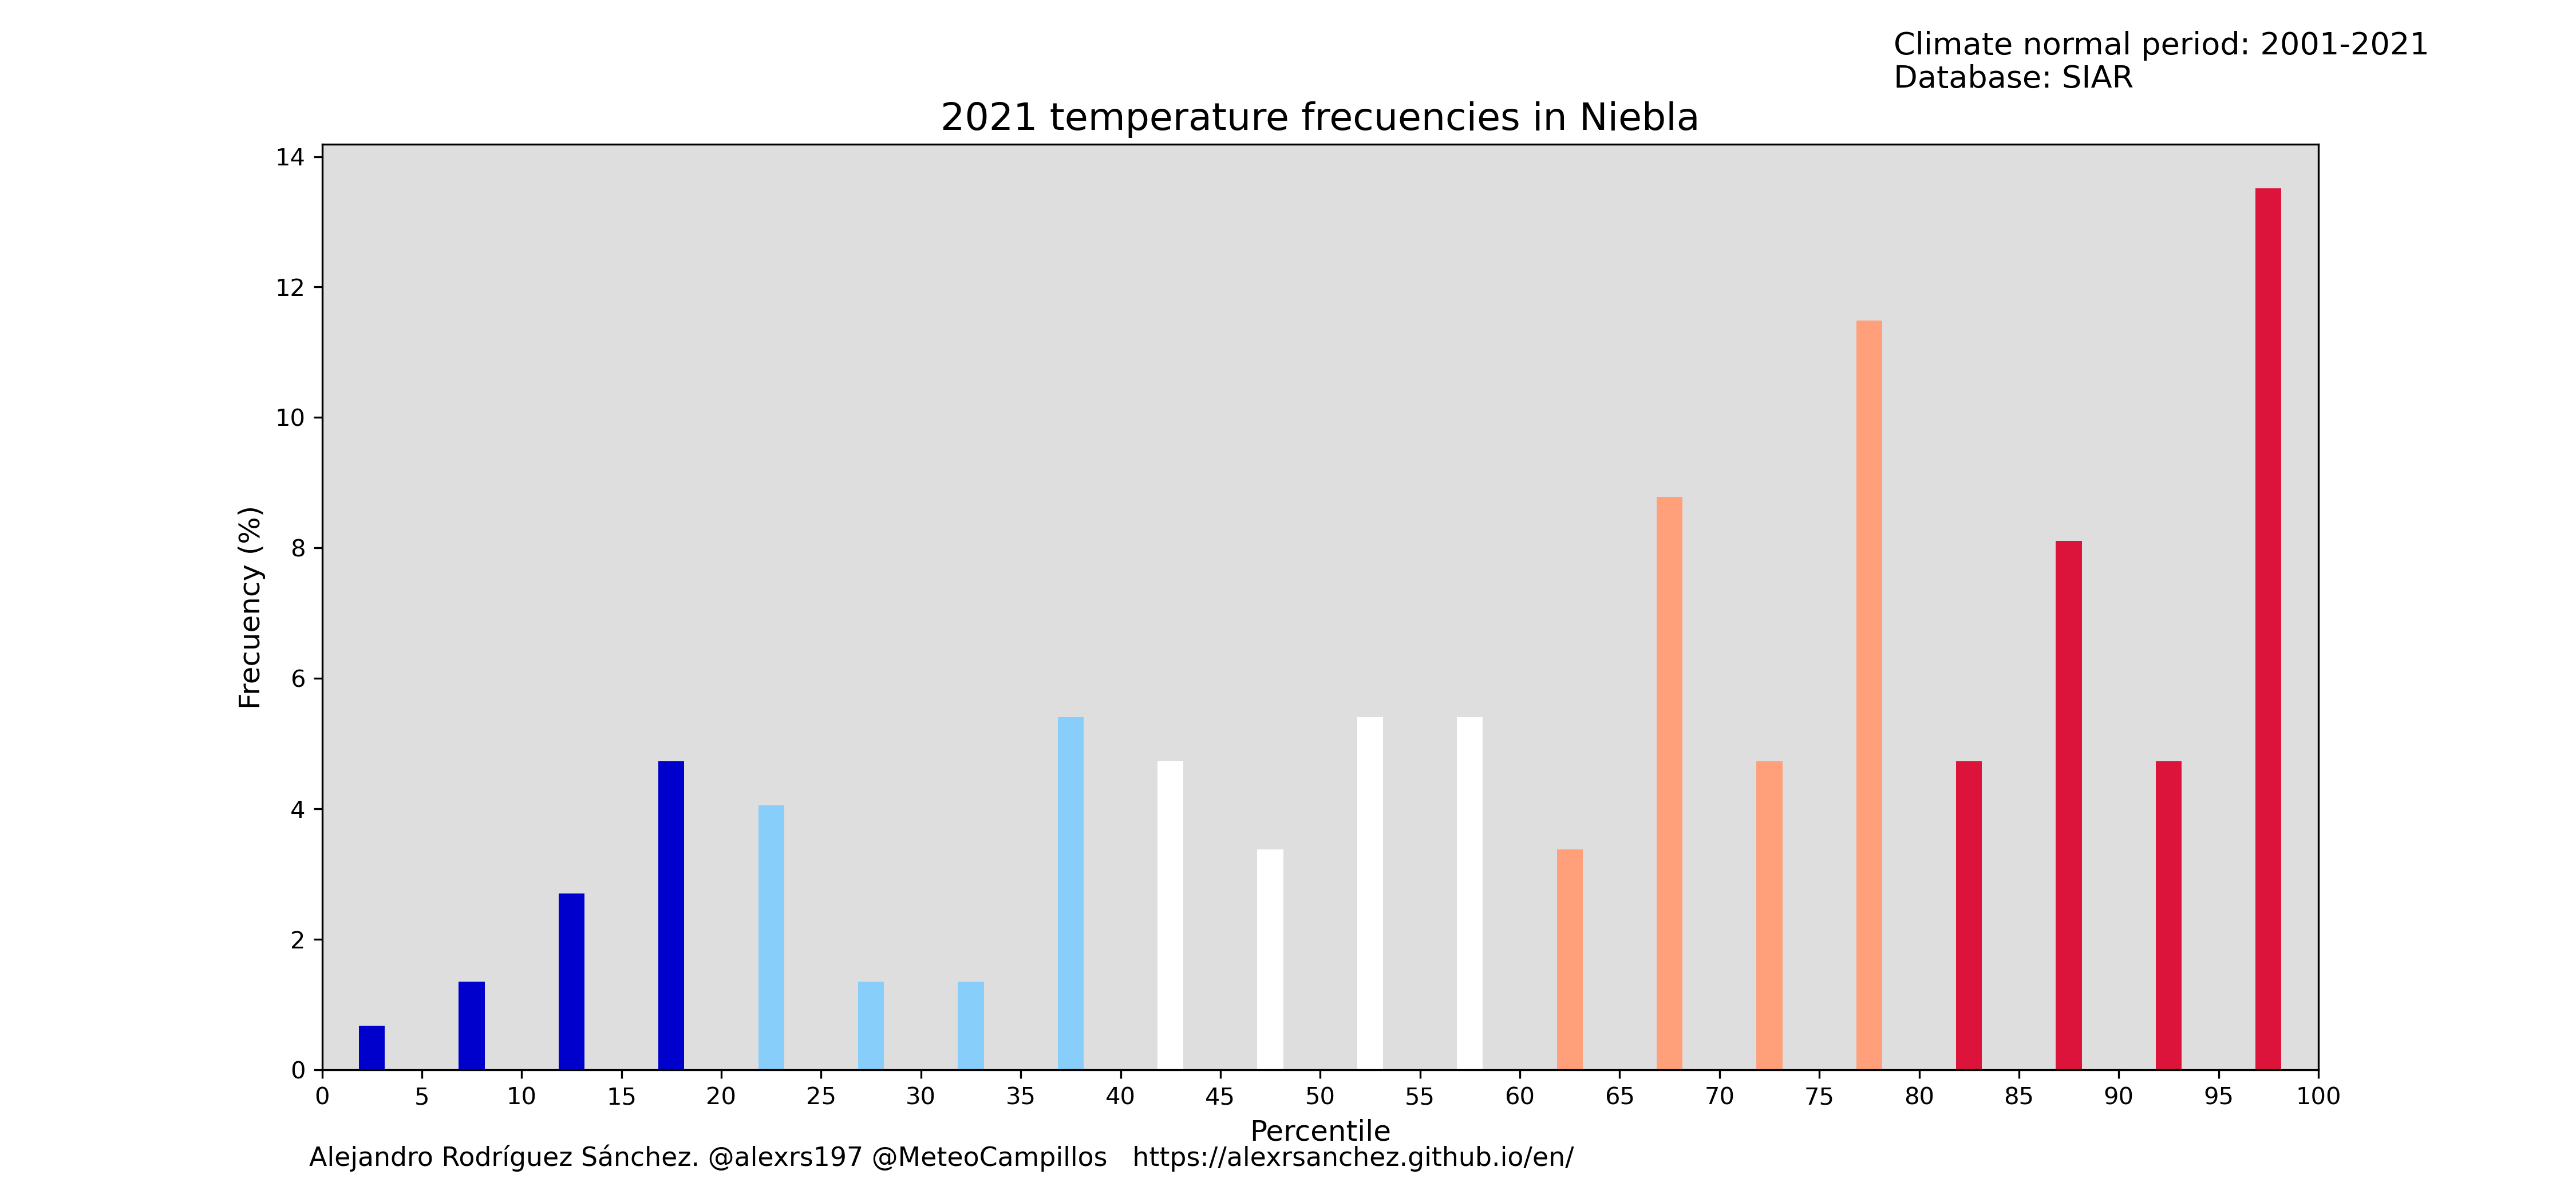 Climate normal period: 2001-2021
Database: SIAR
2021 temperature frecuencies in Niebla
14
12
10
8
6
4
2
0
Frecuency (%)
0 5 10 15 20 25 30 35 40 45 50 55 60 65 70 75 80 85 90 95 100
Percentile
Alejandro Rodríguez Sánchez. @alexrs197 @MeteoCampillos https://alexrsanchez.github.io/en/